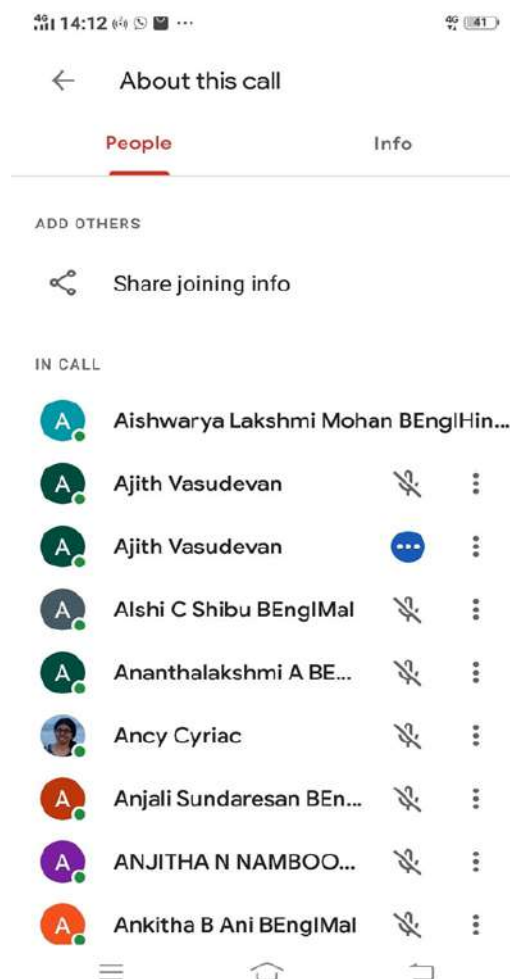 4G 14:12 ... 4G 41
About this call
People Info
ADD OTHERS
Share joining info
IN CALL
A Aishwarya Lakshmi Mohan BEnglHin...
A Ajith Vasudevan
A Ajith Vasudevan
A Alshi C Shibu BEnglMal
A Ananthalakshmi A BE...
Ancy Cyriac
A Anjali Sundaresan BEn...
A ANJITHA N NAMBOO...
A Ankitha B Ani BEnglMal